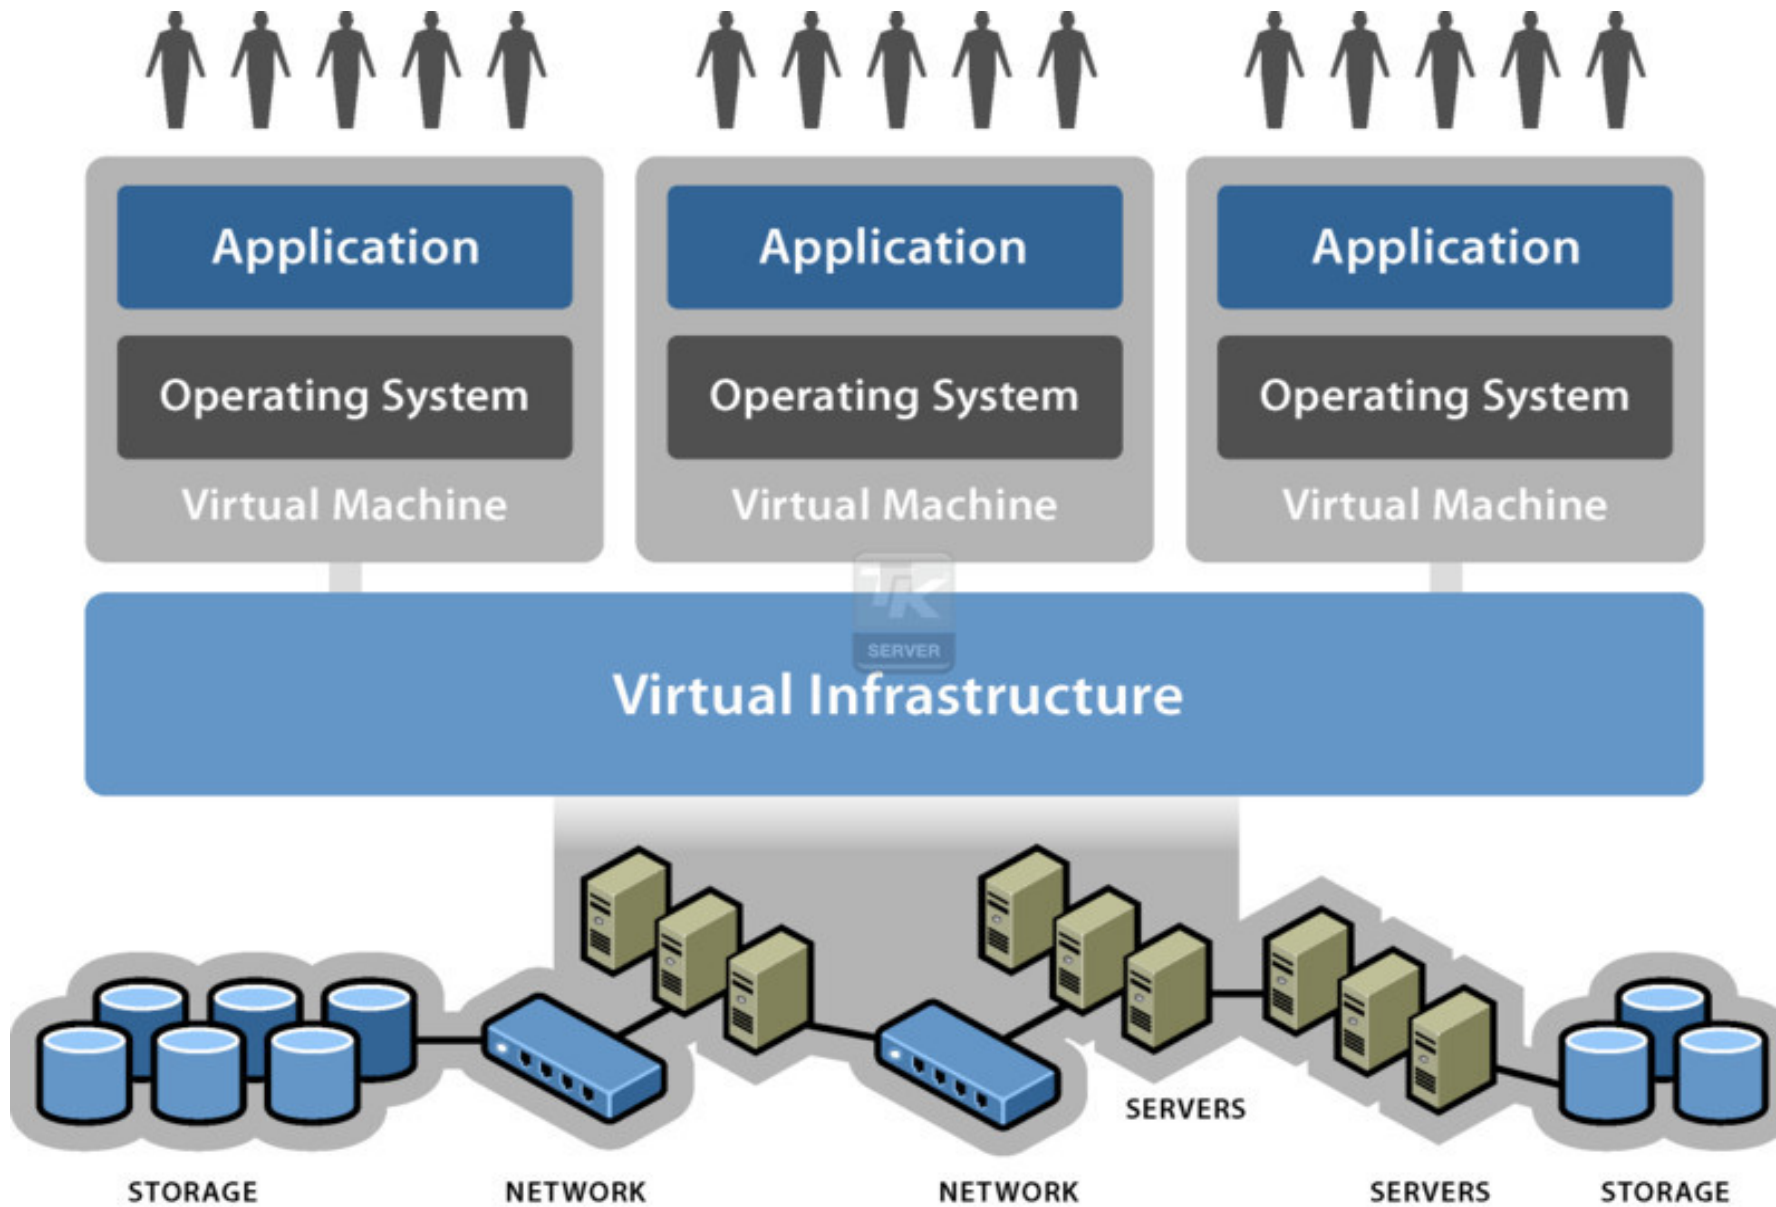 Application
Operating System
Virtual Machine
Application
Operating System
Virtual Machine
Application
Operating System
Virtual Machine
TK
SERVER
Virtual Infrastructure
STORAGE
NETWORK
NETWORK
SERVERS
SERVERS
STORAGE